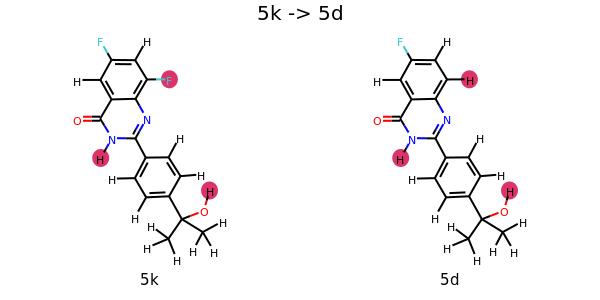 5k -> 5d
F H F H
H F H H
O N O N
N N
H H H H
H H H H
H H H H
H O H O
H H H H
H H H H H H
H H
5k 5d